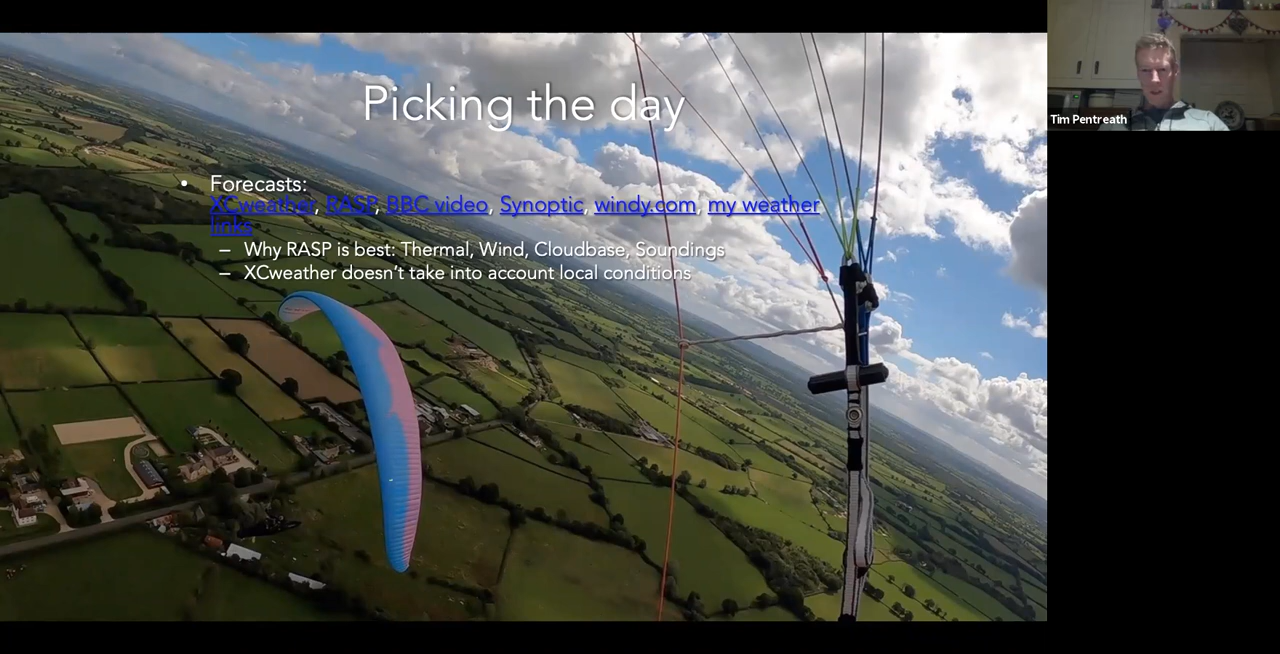 Picking the day
• Forecasts:
XCweather, RASP, BBC video, Synoptic, windy.com, my weather
links
– Why RASP is best: Thermal, Wind, Cloudbase, Soundings
– XCweather doesn't take into account local conditions
Tim Pentreath